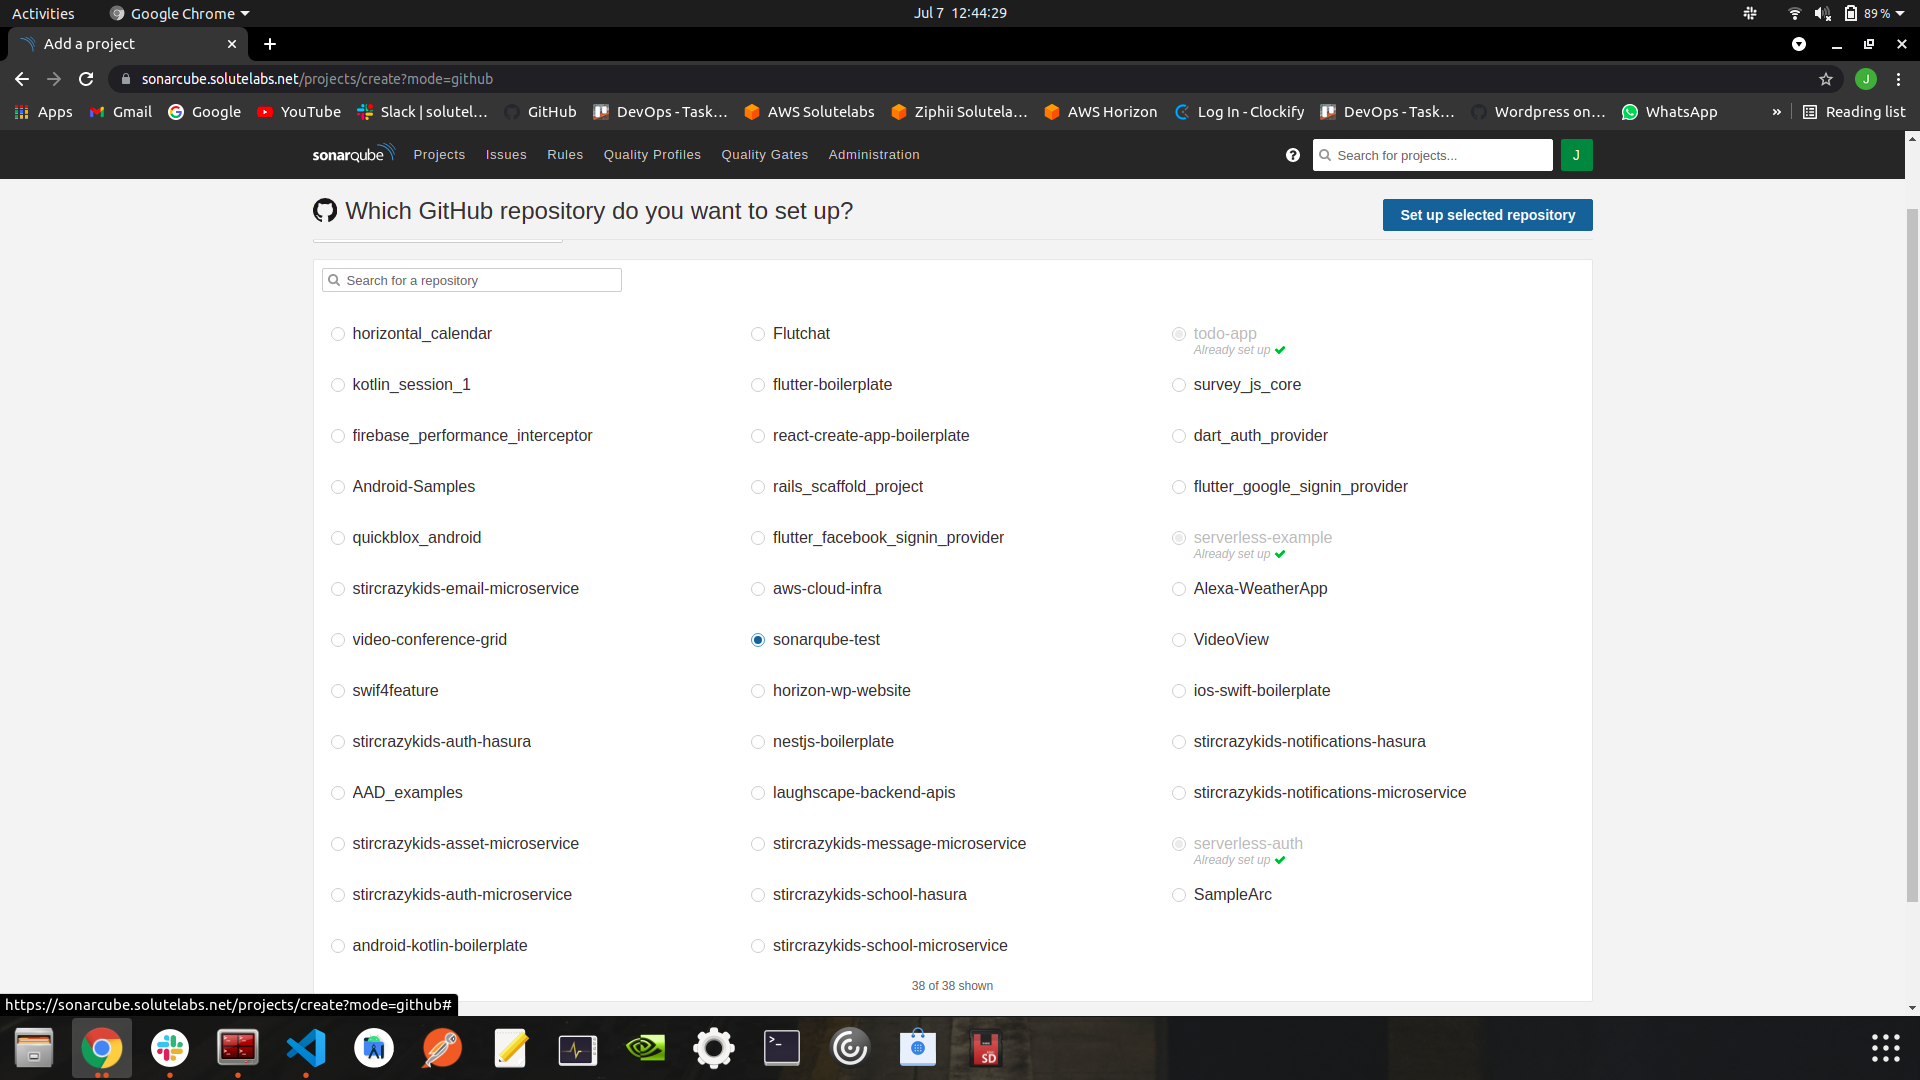 Activities Google Chrome Jul 7 12:44:29 89 %
Add a project
sonarcube.solutelabs.net/projects/create?mode=github J
Apps Gmail Google YouTube Slack | solutel... GitHub DevOps - Task... AWS Solutelabs Ziphii Solutela... AWS Horizon Log In - Clockify DevOps - Task... Wordpress on... WhatsApp » Reading list
sonarqube Projects Issues Rules Quality Profiles Quality Gates Administration Search for projects... J
Which GitHub repository do you want to set up? Set up selected repository
Search for a repository
horizontal_calendar Flutchat todo-app
Already set up
kotlin_session_1 flutter-boilerplate survey_js_core
firebase_performance_interceptor react-create-app-boilerplate dart_auth_provider
Android-Samples rails_scaffold_project flutter_google_signin_provider
quickblox_android flutter_facebook_signin_provider serverless-example
Already set up
stircrazykids-email-microservice aws-cloud-infra Alexa-WeatherApp
video-conference-grid sonarqube-test VideoView
swif4feature horizon-wp-website ios-swift-boilerplate
stircrazykids-auth-hasura nestjs-boilerplate stircrazykids-notifications-hasura
AAD_examples laughscape-backend-apis stircrazykids-notifications-microservice
stircrazykids-asset-microservice stircrazykids-message-microservice serverless-auth
Already set up
stircrazykids-auth-microservice stircrazykids-school-hasura SampleArc
android-kotlin-boilerplate stircrazykids-school-microservice
38 of 38 shown
https://sonarcube.solutelabs.net/projects/create?mode=github#
SD